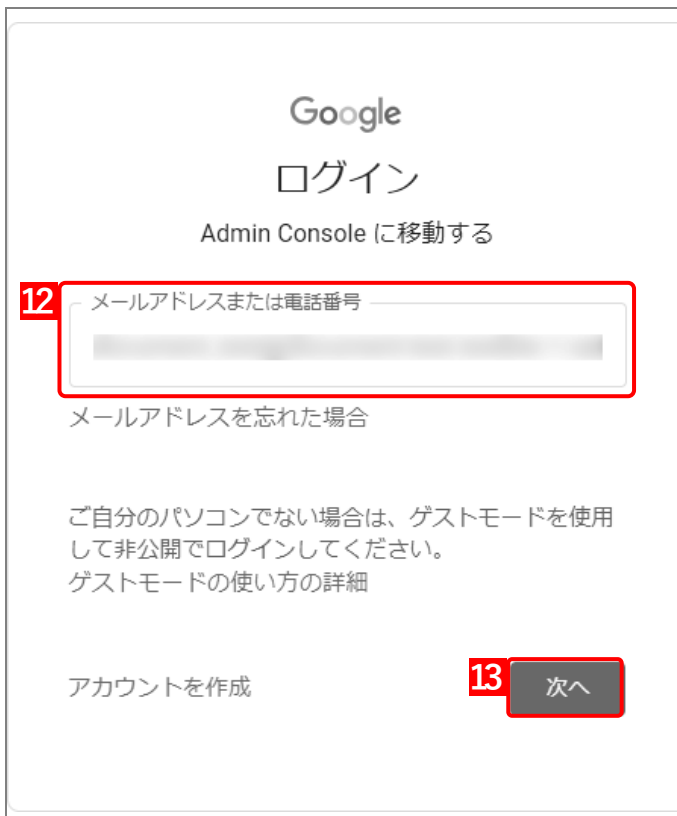 Google
ログイン
Admin Console に移動する
12
メールアドレスまたは電話番号
メールアドレスを忘れた場合
ご自分のパソコンでない場合は、ゲストモードを使用
して非公開でログインしてください。
ゲストモードの使い方の詳細
アカウントを作成
13
次へ